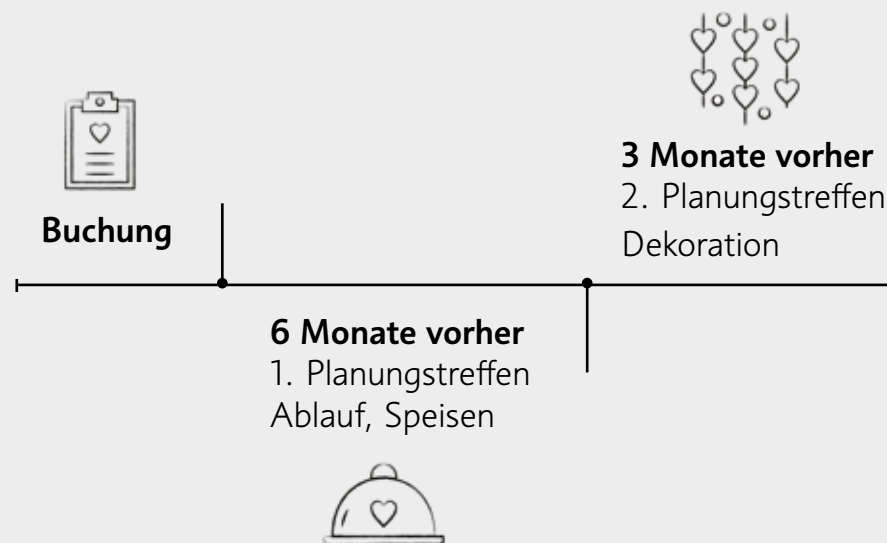 Buchung
6 Monate vorher
1. Planungstreffen
Ablauf, Speisen
3 Monate vorher
2. Planungstreffen
Dekoration